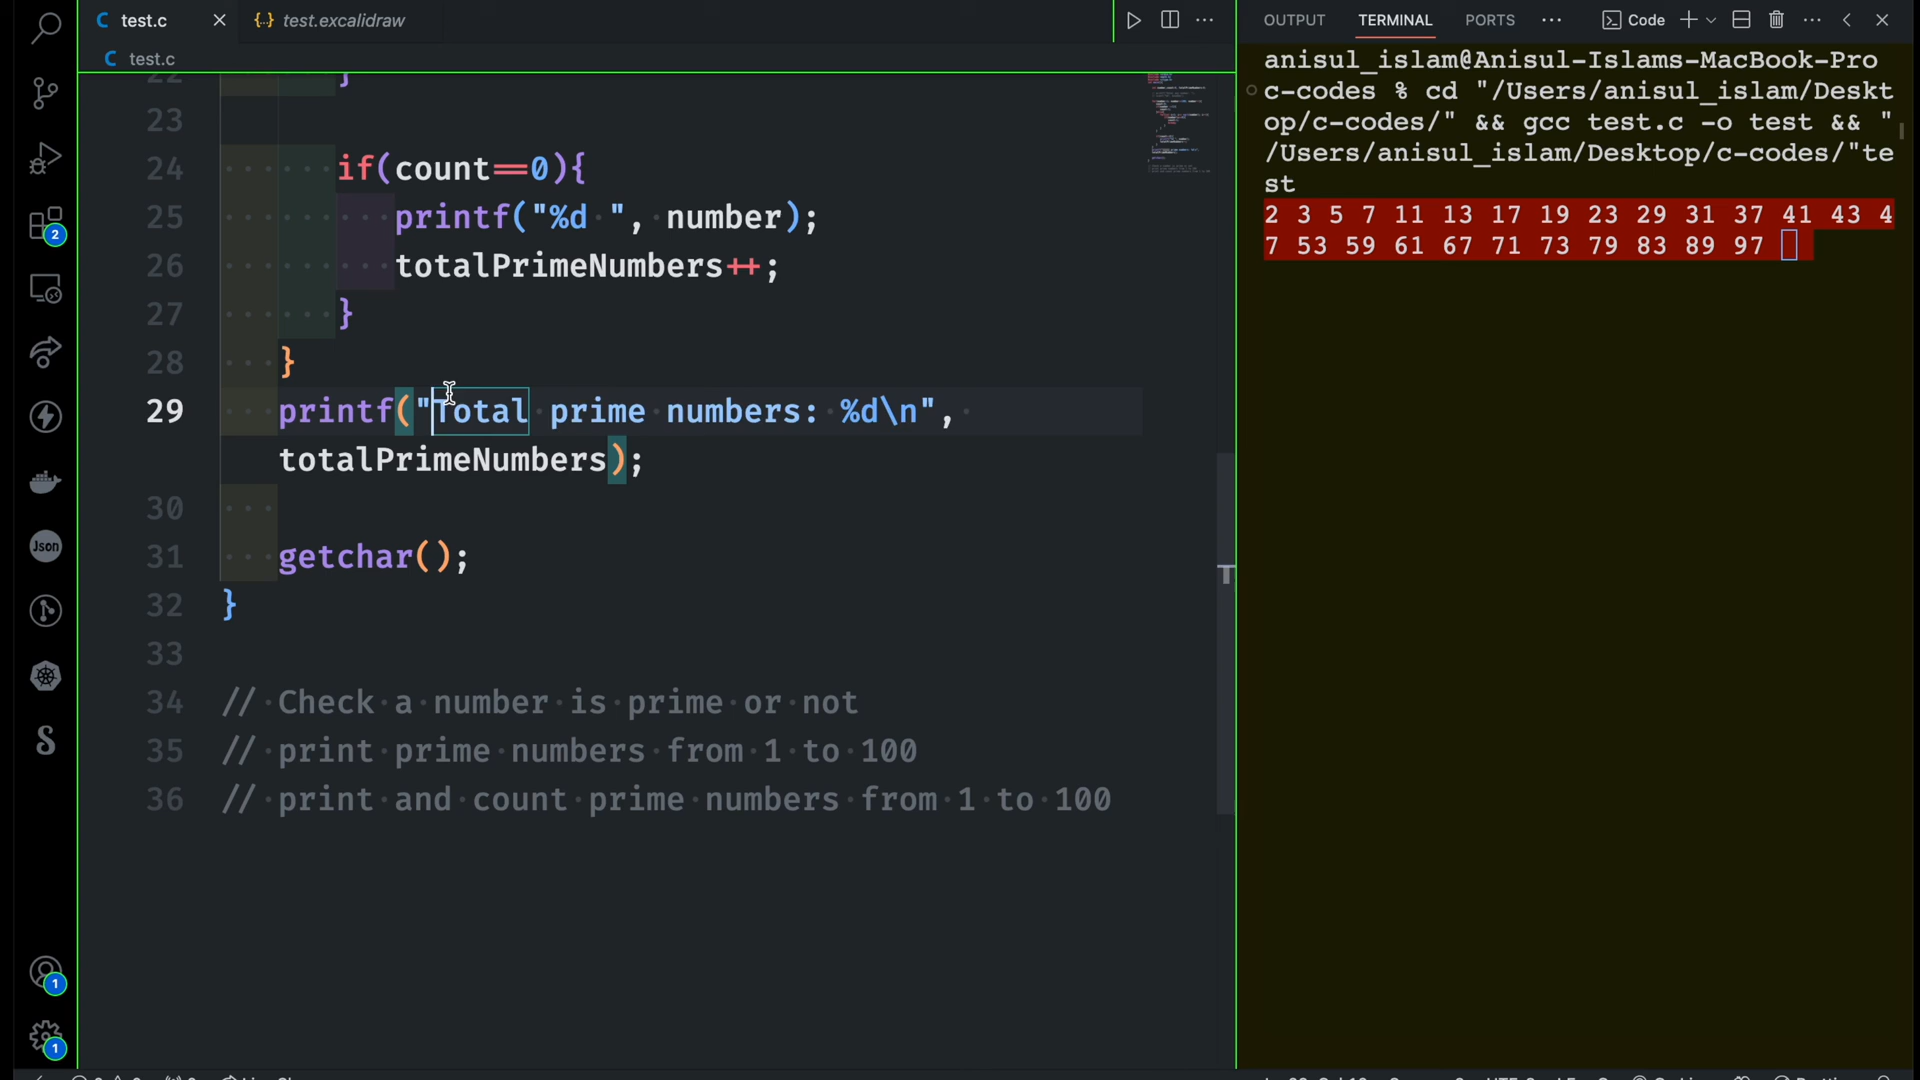 test.c
test.excalidraw
OUTPUT TERMINAL PORTS Code
test.c
22 }
23
24 if(count==0){
25 printf("%d ", number);
26 totalPrimeNumbers++;
27 }
28 }
29 printf("Total prime numbers: %d\n",
totalPrimeNumbers);
30
31 getchar();
32 }
33
34 // Check a number is prime or not
35 // print prime numbers from 1 to 100
36 // print and count prime numbers from 1 to 100
anisul_islam@Anisul-Islams-MacBook-Pro
c-codes % cd "/Users/anisul_islam/Deskt
op/c-codes/" && gcc test.c -o test && "
/Users/anisul_islam/Desktop/c-codes/"te
st
2 3 5 7 11 13 17 19 23 29 31 37 41 43 4
7 53 59 61 67 71 73 79 83 89 97
2
Json
1
1